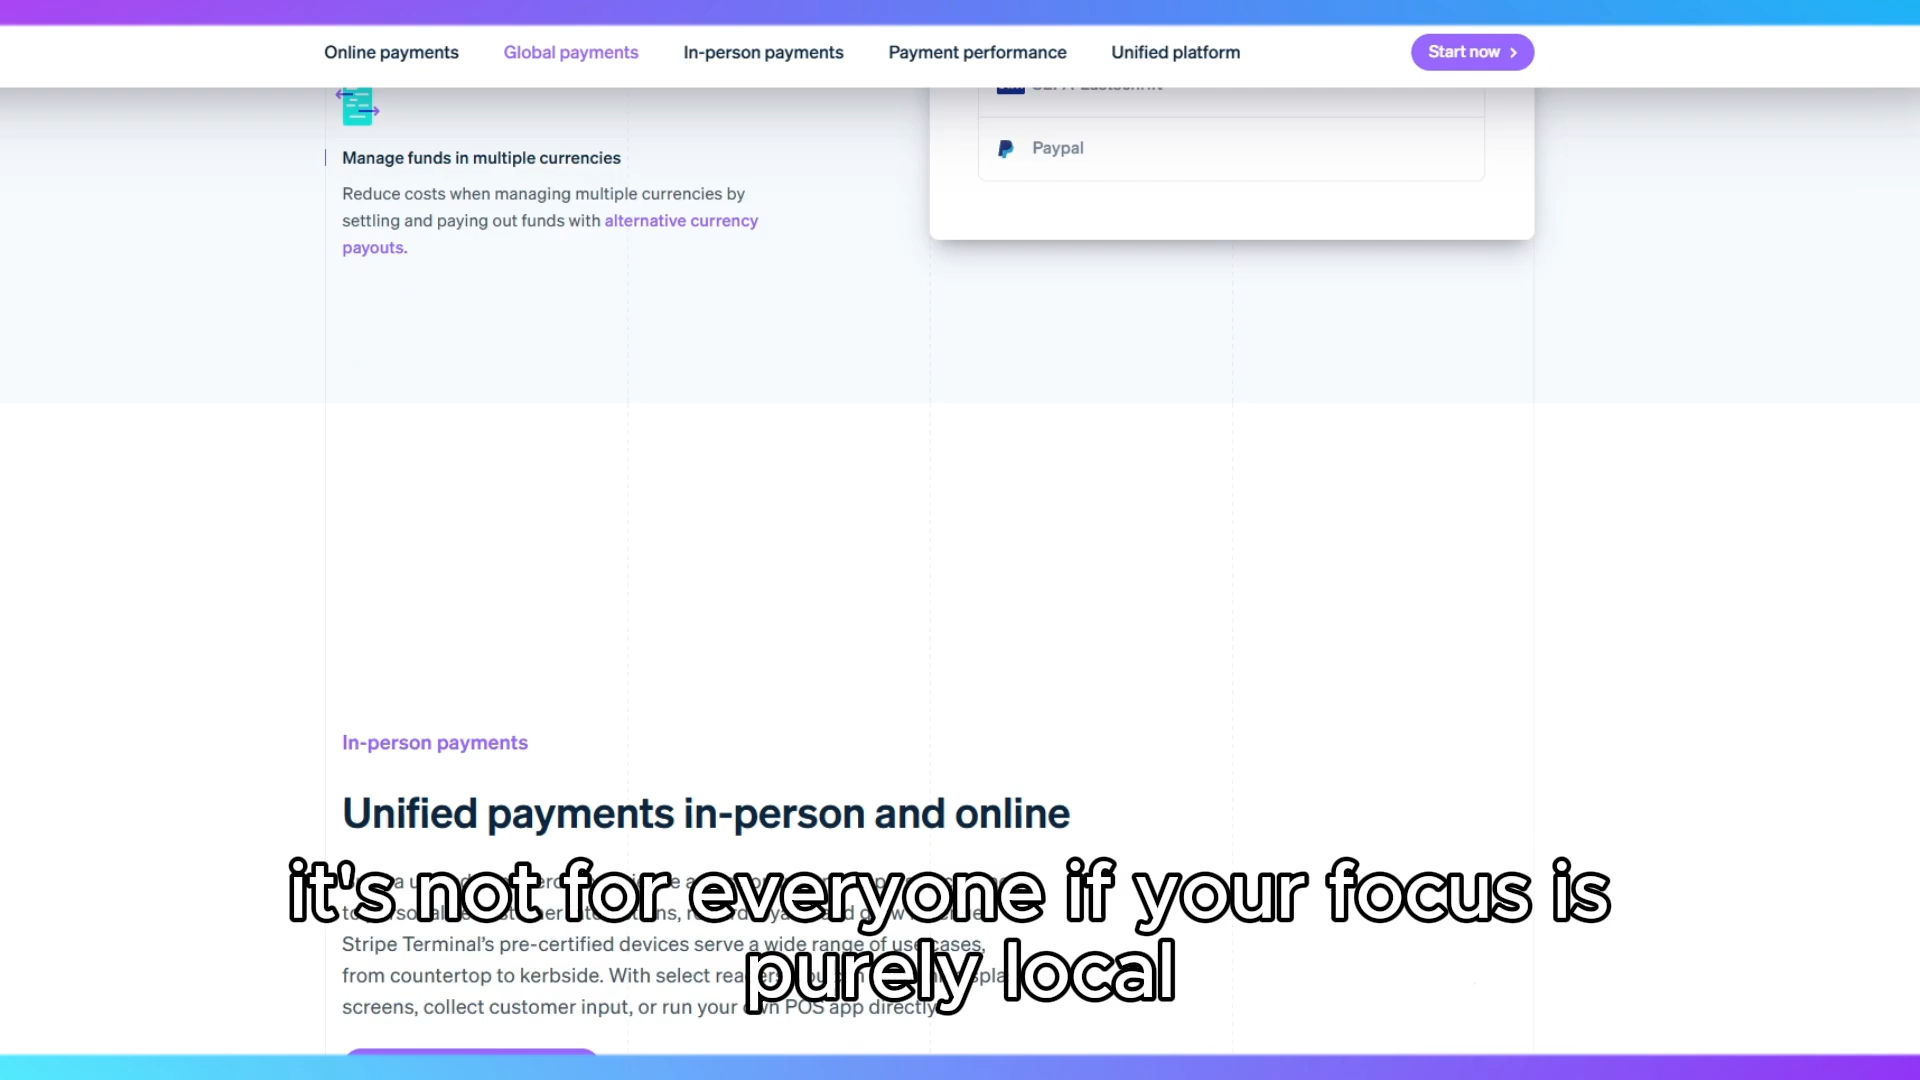 Online payments
Global payments
In-person payments
Payment performance
Unified platform
Start now
Paypal
Manage funds in multiple currencies
Reduce costs when managing multiple currencies by
settling and paying out funds with alternative currency
payouts.
In-person payments
Unified payments in-person and online
it's not for everyone if your focus is
purely local
Stripe Terminal's pre-certified devices serve a wide range of use cases,
from countertop to kerbside. With select
screens, collect customer input, or run your own POS app directly